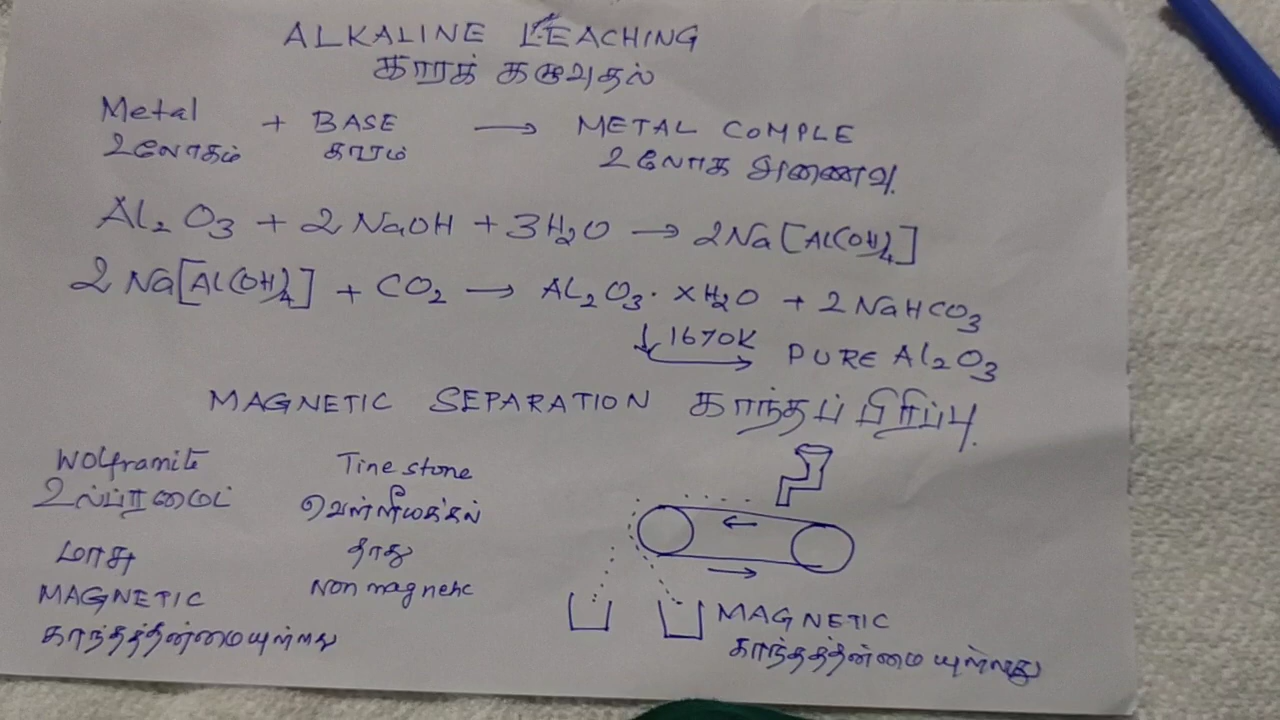 ALKALINE LEACHING
காரக் கழுவுதல்
Metal + BASE → METAL COMPLE
உலோகம் காரம் உலோக அணைவு.
Al₂O₃ + 2NaOH + 3H₂O → 2Na[Al(OH)₄]
2Na[Al(OH)₄] + CO₂ → Al₂O₃·xH₂O + 2NaHCO₃
↓ 1670K → PURE Al₂O₃
MAGNETIC SEPARATION காந்தப் பிரிப்பு.
Wolframite Tine stone
உல்ப்ரமைட் வெள்ளீயக்கல்
மாசு தாது
MAGNETIC Non magnetic
காந்தத்தன்மையுள்ளது
MAGNETIC
காந்தத்தன்மையுள்ளது